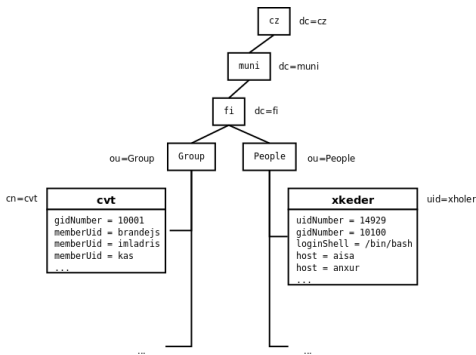 cz dc=cz
muni dc=muni
fi dc=fi
ou=Group Group People ou=People
cn=cvt cvt
gidNumber = 10001
memberUid = brandejs
memberUid = imladris
memberUid = kas
...
xkeder uid=xholer
uidNumber = 14929
gidNumber = 10100
loginShell = /bin/bash
host = aisa
host = anxur
...